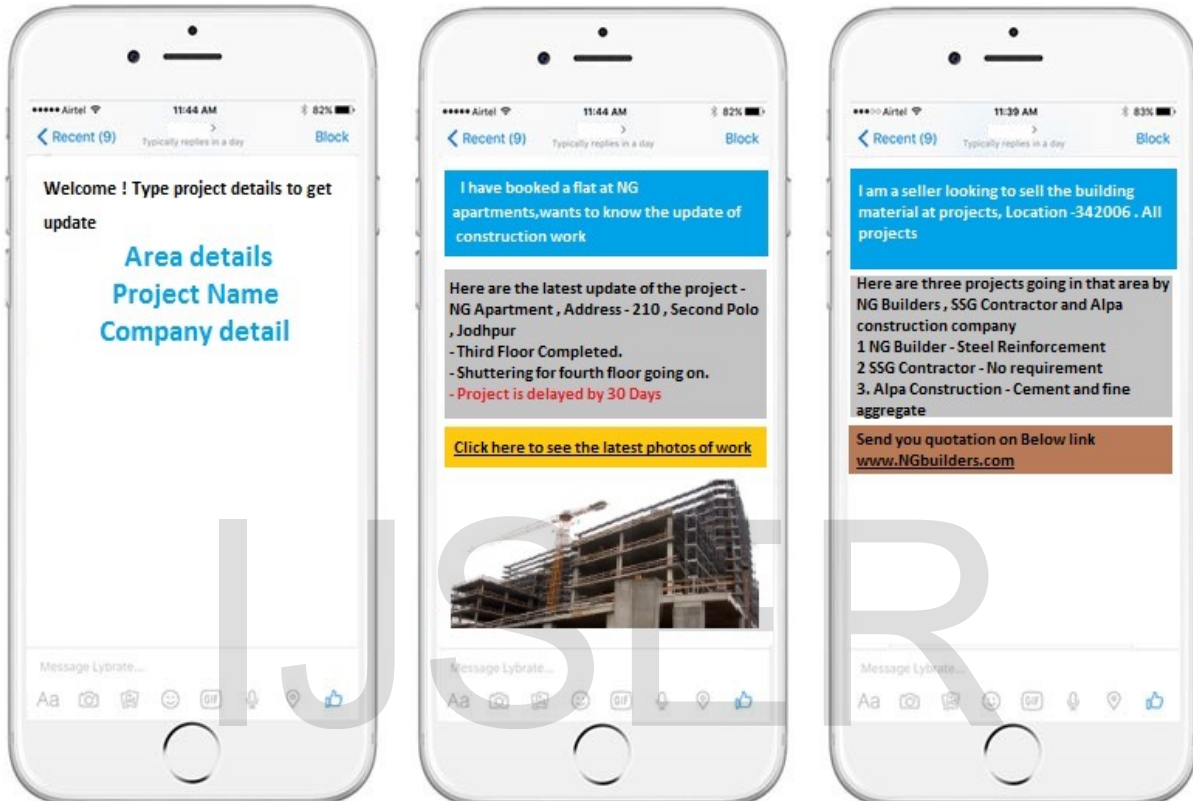 Airtel 11:44 AM 82%
Recent (9) Typically replies in a day Block
Welcome ! Type project details to get
update
Area details
Project Name
Company detail
Message Lybrate...
Aa GIF
Airtel 11:44 AM 82%
Recent (9) Typically replies in a day Block
I have booked a flat at NG
apartments,wants to know the update of
construction work
Here are the latest update of the project -
NG Apartment , Address - 210 , Second Polo
, Jodhpur
- Third Floor Completed.
- Shuttering for fourth floor going on.
- Project is delayed by 30 Days
Click here to see the latest photos of work
Message Lybrate...
Aa GIF
Airtel 11:39 AM 83%
Recent (9) Typically replies in a day Block
I am a seller looking to sell the building
material at projects, Location -342006 . All
projects
Here are three projects going in that area by
NG Builders , SSG Contractor and Alpa
construction company
1 NG Builder - Steel Reinforcement
2 SSG Contractor - No requirement
3. Alpa Construction - Cement and fine
aggregate
Send you quotation on Below link
www.NGbuilders.com
Message Lybrate...
Aa GIF
IJSER